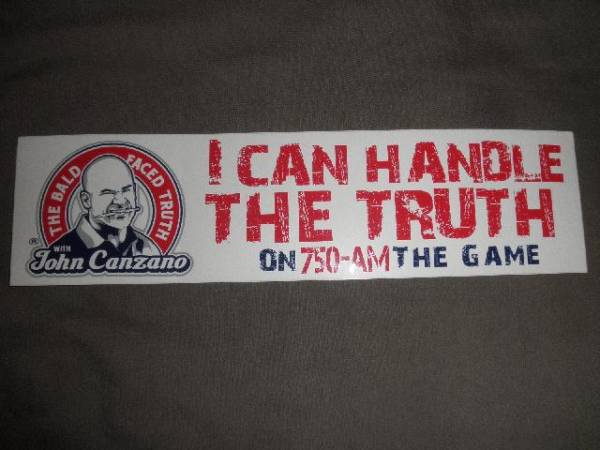 THE BALD FACED TRUTH
WITH
John Canzano
®
I CAN HANDLE
THE TRUTH
ON 750-AM THE GAME